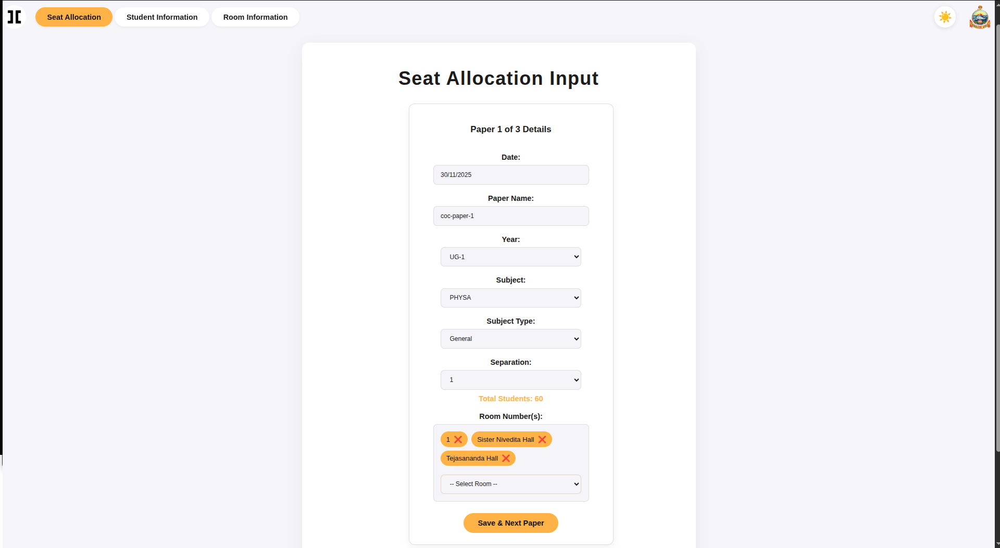 Seat Allocation Student Information Room Information
Seat Allocation Input
Paper 1 of 3 Details
Date:
30/11/2025
Paper Name:
coc-paper-1
Year:
UG-1
Subject:
PHYSA
Subject Type:
General
Separation:
1
Total Students: 60
Room Number(s):
1 ❌ Sister Nivedita Hall ❌
Tejasananda Hall ❌
-- Select Room --
Save & Next Paper